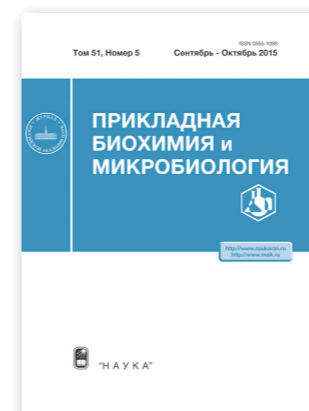 ISSN 0555-1099
Том 51, Номер 5
Сентябрь - Октябрь 2015
ПРИКЛАДНАЯ
БИОХИМИЯ и
МИКРОБИОЛОГИЯ
http://www.naukaran.ru
http://www.maik.ru
"НАУКА"